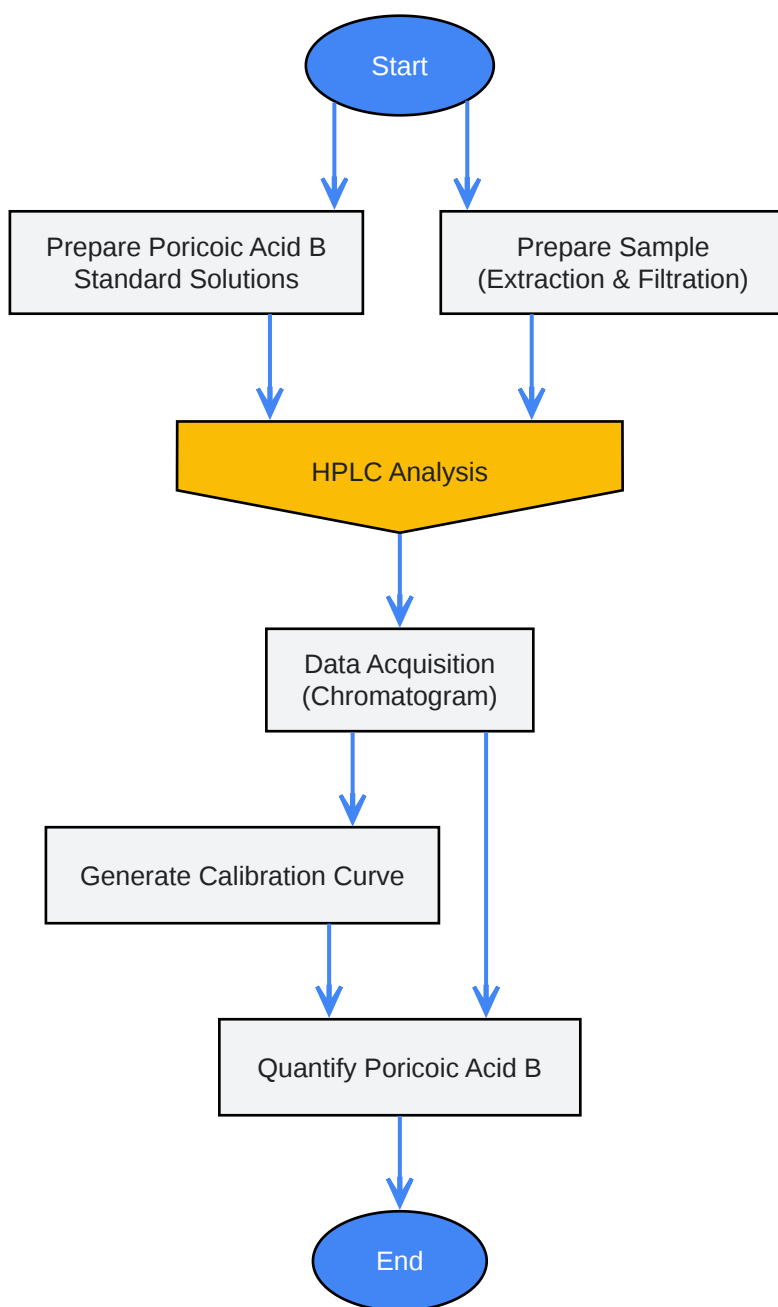 Start
Prepare Poricoic Acid B
Standard Solutions
Prepare Sample
(Extraction & Filtration)
HPLC Analysis
Data Acquisition
(Chromatogram)
Generate Calibration Curve
Quantify Poricoic Acid B
End